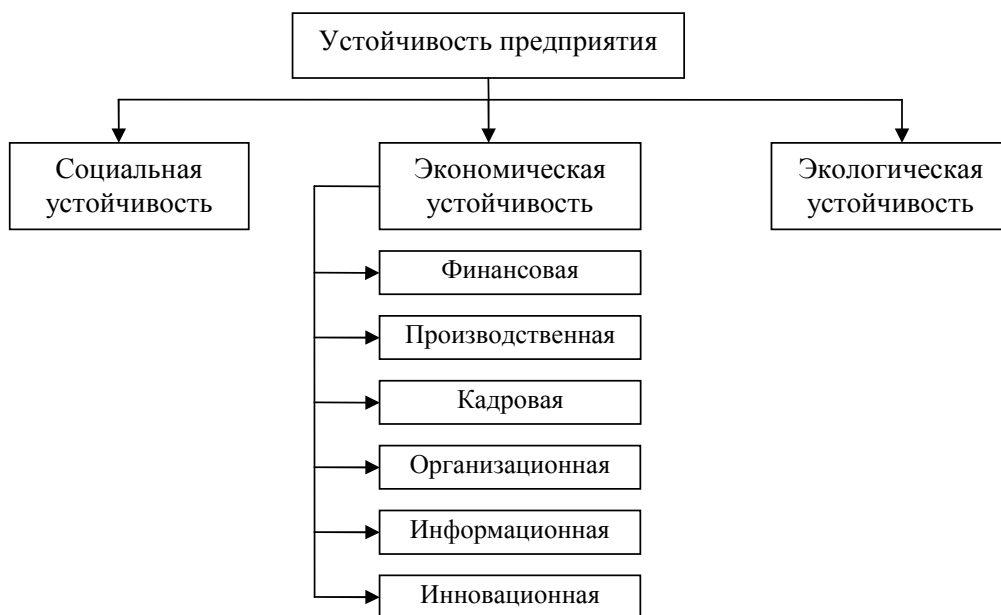 Устойчивость предприятия
Социальная
устойчивость
Экономическая
устойчивость
Экологическая
устойчивость
Финансовая
Производственная
Кадровая
Организационная
Информационная
Инновационная